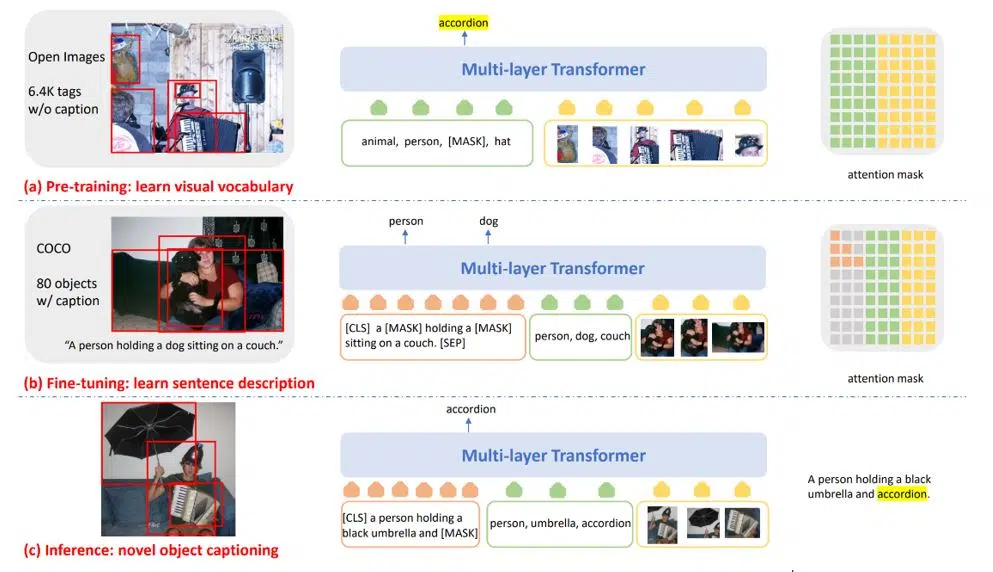 accordion
Open Images
6.4K tags
w/o caption
Multi-layer Transformer
animal, person, [MASK], hat
attention mask
(a) Pre-training: learn visual vocabulary
person
dog
COCO
80 objects
w/ caption
Multi-layer Transformer
[CLS] a [MASK] holding a [MASK]
sitting on a couch. [SEP]
person, dog, couch
“A person holding a dog sitting on a couch.”
attention mask
(b) Fine-tuning: learn sentence description
accordion
Multi-layer Transformer
[CLS] a person holding a
black umbrella and [MASK]
person, umbrella, accordion
A person holding a black
umbrella and accordion.
(c) Inference: novel object captioning